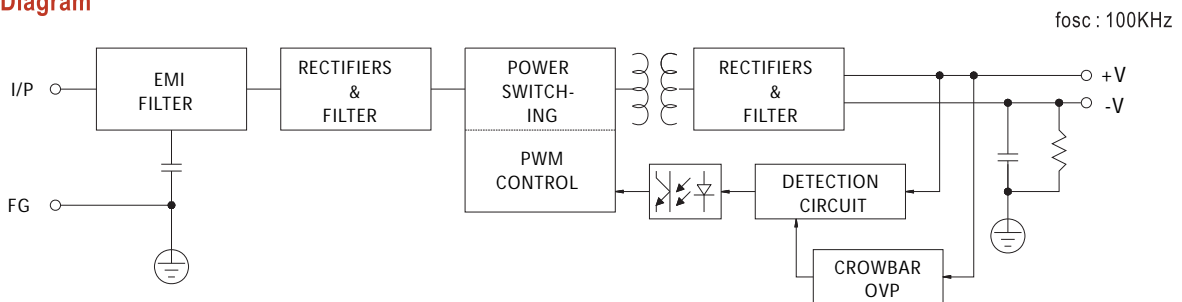 Diagram
fosc : 100KHz
I/P
EMI
FILTER
RECTIFIERS
&
FILTER
POWER
SWITCH-
ING
PWM
CONTROL
RECTIFIERS
&
FILTER
+V
-V
DETECTION
CIRCUIT
FG
CROWBAR
OVP